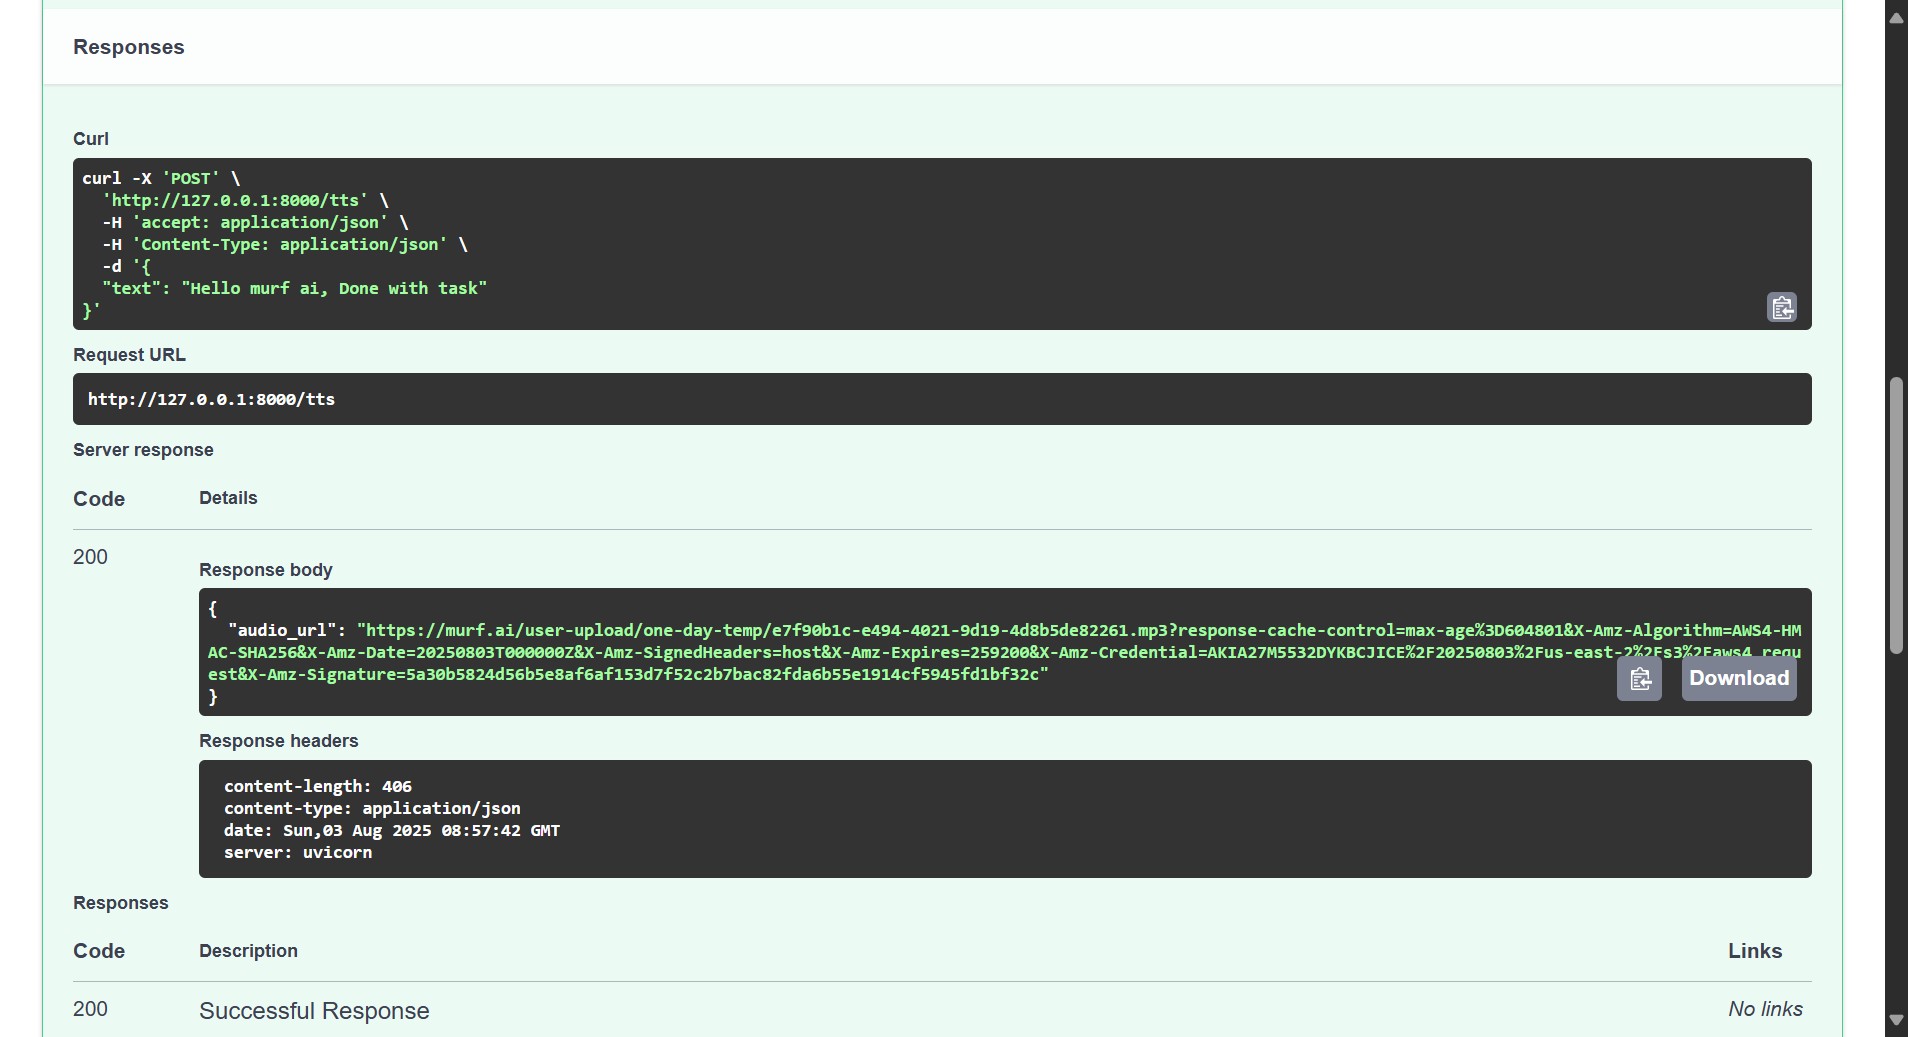 Responses
Curl
curl -X 'POST' \
'http://127.0.0.1:8000/tts' \
-H 'accept: application/json' \
-H 'Content-Type: application/json' \
-d '{
"text": "Hello murf ai, Done with task"
}'
Request URL
http://127.0.0.1:8000/tts
Server response
Code Details
200
Response body
{
"audio_url": "https://murf.ai/user-upload/one-day-temp/e7f90b1c-e494-4021-9d19-4d8b5de82261.mp3?response-cache-control=max-age%3D604801&X-Amz-Algorithm=AWS4-HM
AC-SHA256&X-Amz-Date=20250803T000000Z&X-Amz-SignedHeaders=host&X-Amz-Expires=259200&X-Amz-Credential=AKIA27M5532DYKBCJICE%2F20250803%2Fus-east-2%2Fs3%2Faws4_requ
est&X-Amz-Signature=5a30b5824d56b5e8af6af153d7f52c2b7bac82fda6b55e1914cf5945fd1bf32c"
}
Download
Response headers
content-length: 406
content-type: application/json
date: Sun,03 Aug 2025 08:57:42 GMT
server: uvicorn
Responses
Code Description Links
200 Successful Response No links